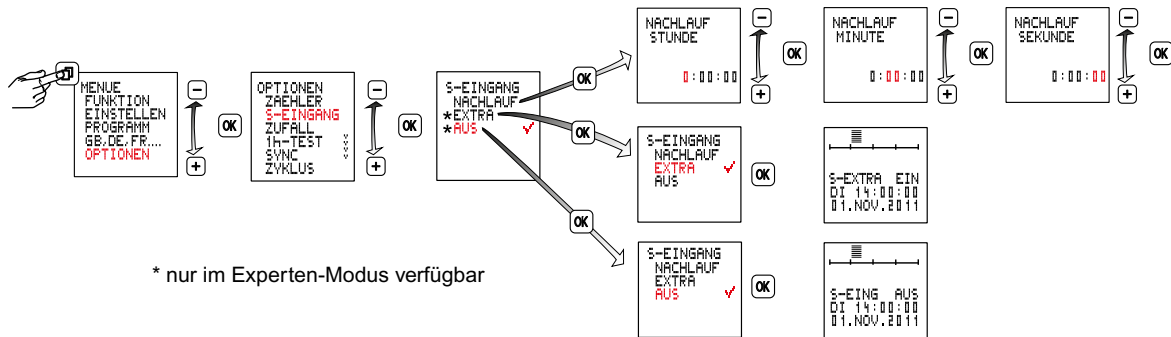 MENUE
FUNKTION
EINSTELLEN
PROGRAMM
GB,DE,FR....
OPTIONEN
−
+
OK
OPTIONEN
ZAEHLER
S-EINGANG
ZUFALL
1h-TEST
SYNC
ZYKLUS
−
+
OK
S-EINGANG
NACHLAUF
*EXTRA
*AUS ✓
OK
OK
OK
NACHLAUF
STUNDE
0:00:00
−
+
OK
NACHLAUF
MINUTE
0:00:00
−
+
OK
NACHLAUF
SEKUNDE
0:00:00
−
+
OK
S-EINGANG
NACHLAUF
EXTRA ✓
AUS
OK
S-EXTRA EIN
DI 14:00:00
01.NOV.2011
S-EINGANG
NACHLAUF
EXTRA
AUS ✓
OK
S-EING AUS
DI 14:00:00
01.NOV.2011
* nur im Experten-Modus verfügbar